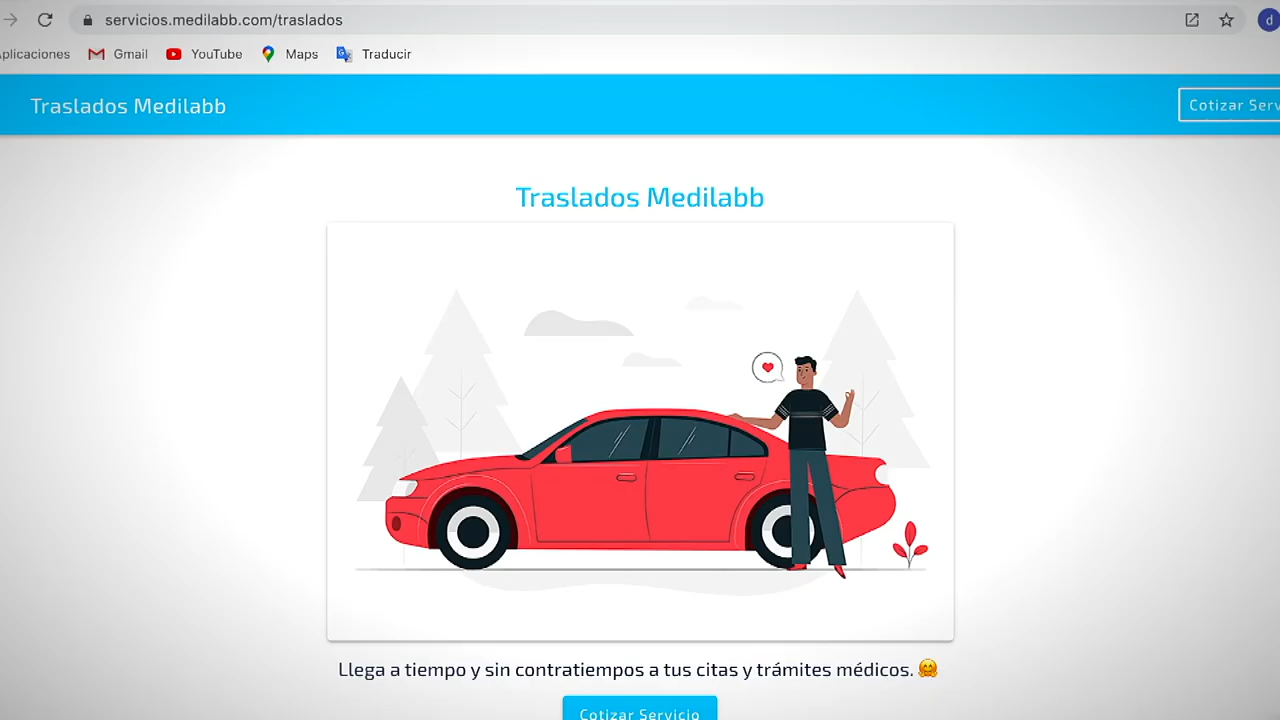 servicios.medilabb.com/traslados
d
plicaciones Gmail YouTube Maps Traducir
Traslados Medilabb
Cotizar Serv
Traslados Medilabb
Llega a tiempo y sin contratiempos a tus citas y trámites médicos. 🤗
Cotizar Servicio